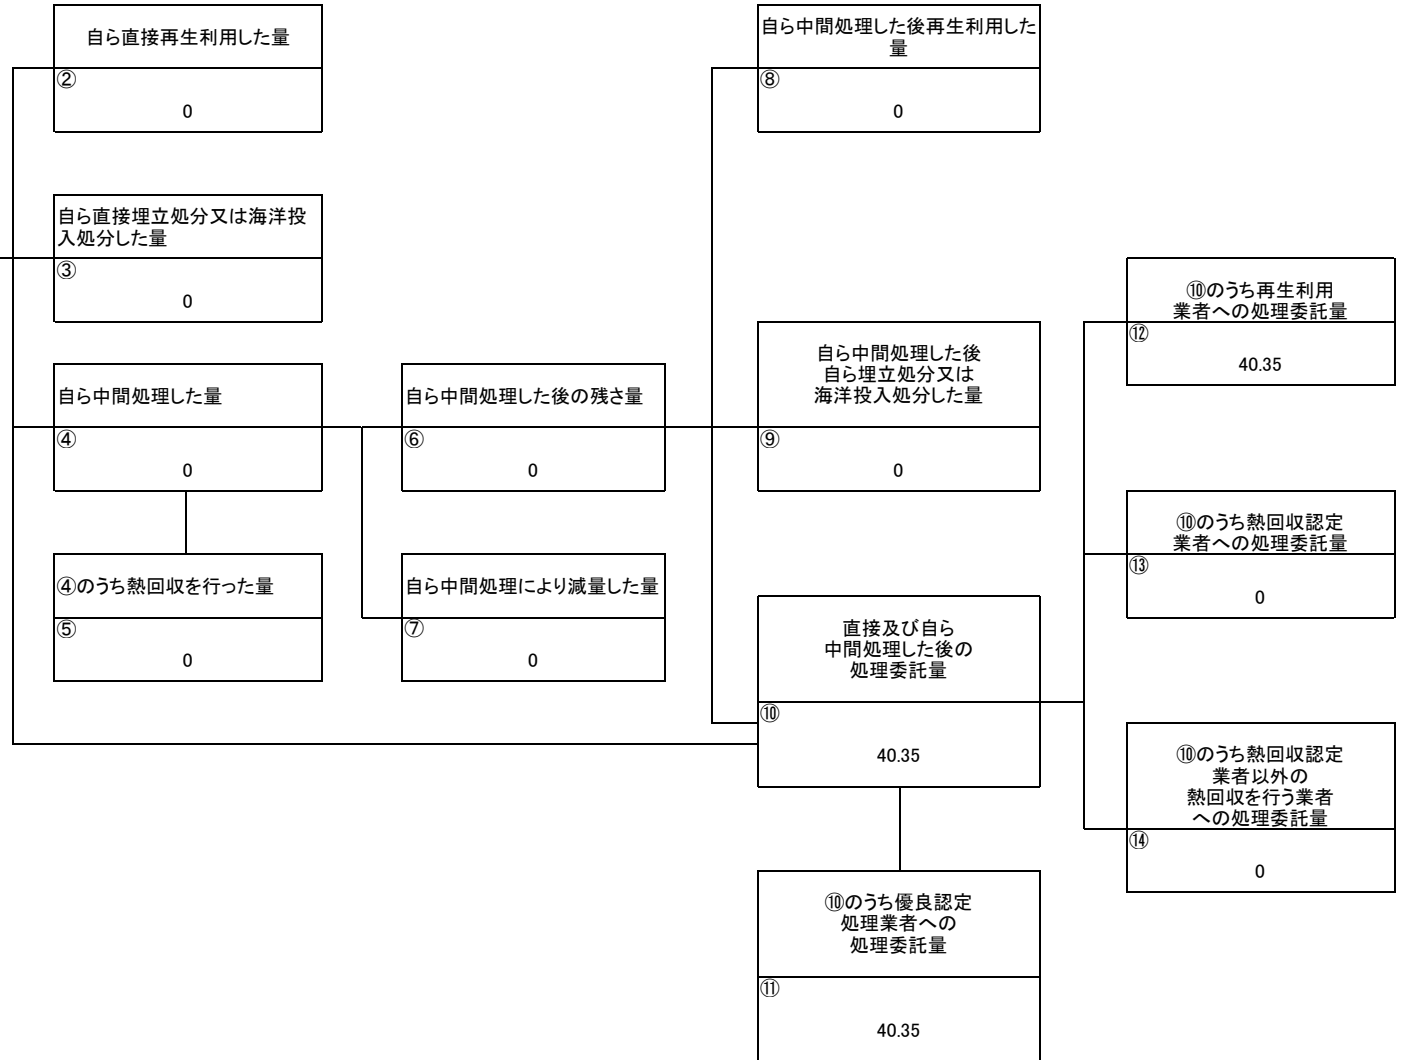 自ら直接再生利用した量
②
0
自ら直接埋立処分又は海洋投
入処分した量
③
0
自ら中間処理した量
④
0
④のうち熱回収を行った量
⑤
0
自ら中間処理した後の残さ量
⑥
0
自ら中間処理により減量した量
⑦
0
自ら中間処理した後再生利用した
量
⑧
0
自ら中間処理した後
自ら埋立処分又は
海洋投入処分した量
⑨
0
直接及び自ら
中間処理した後の
処理委託量
⑩
40.35
⑩のうち優良認定
処理業者への
処理委託量
⑪
40.35
⑩のうち再生利用
業者への処理委託量
⑫
40.35
⑩のうち熱回収認定
業者への処理委託量
⑬
0
⑩のうち熱回収認定
業者以外の
熱回収を行う業者
への処理委託量
⑭
0